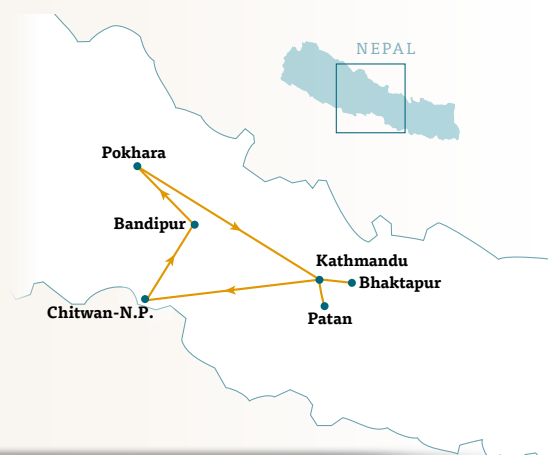 NEPAL
Pokhara
Bandipur
Kathmandu
Bhaktapur
Chitwan-N.P.
Patan